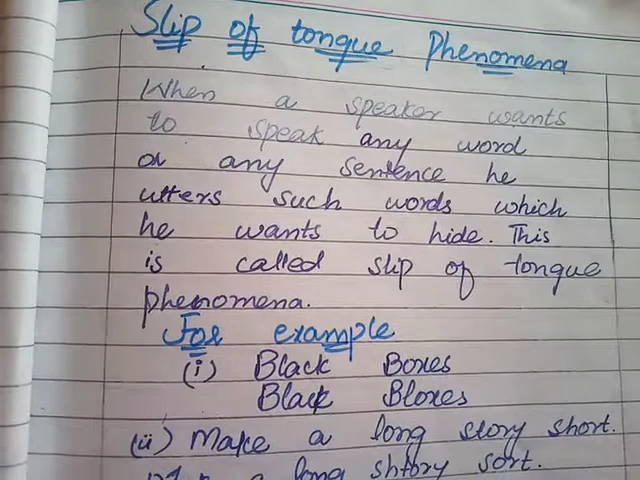 Slip of tongue Phenomena
When a speaker wants
to speak any word
or any sentence he
utters such words which
he wants to hide. This
is called slip of tongue
phenomena.
For example
(i) Black Boxes
Black Bloxes
(ii) Make a long story short.
a long shtory sort.